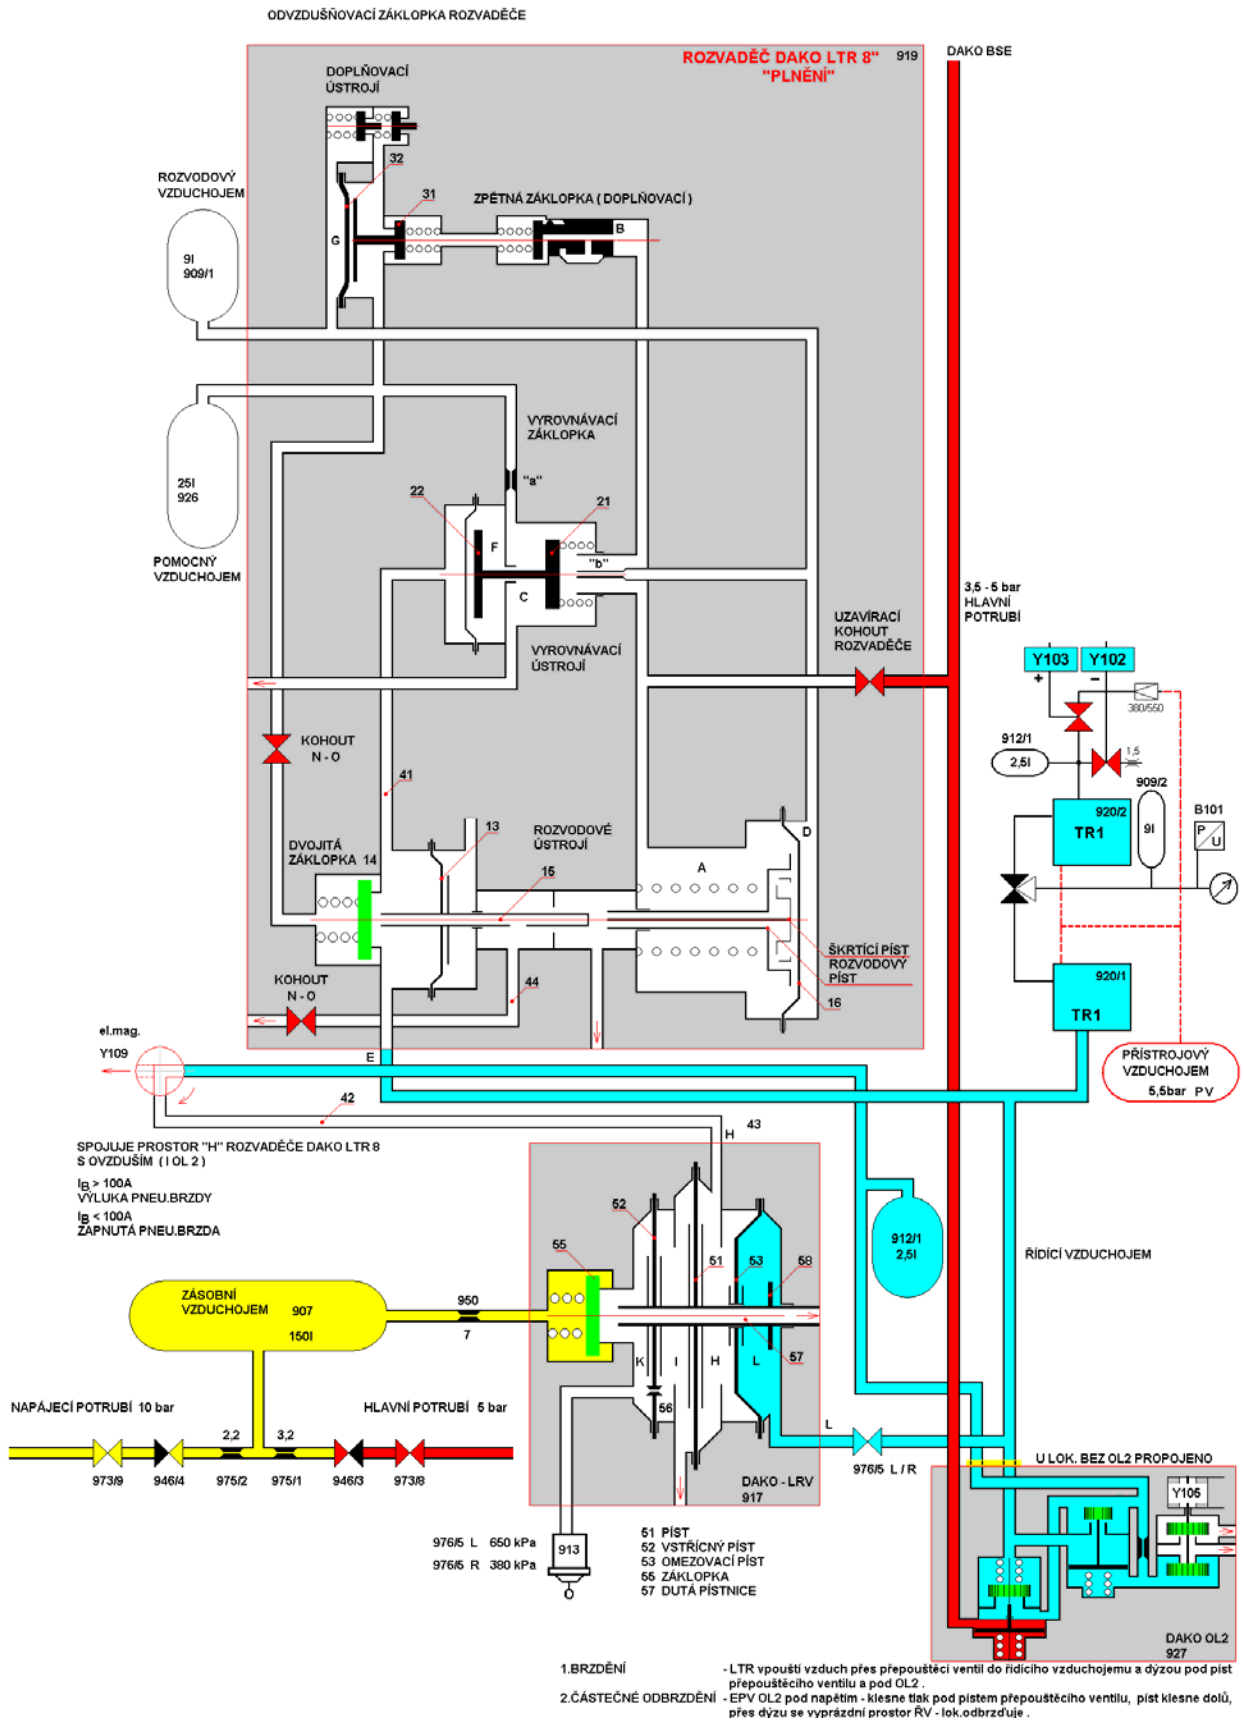 ODVZDUŠŇOVACÍ ZÁKLOPKA ROZVADĚČE
ROZVADĚČ DAKO LTR 8"
"PLNĚNÍ"
919
DAKO BSE
DOPLŇOVACÍ
ÚSTROJÍ
32
ROZVODOVÝ
VZDUCHOJEM
31
ZPĚTNÁ ZÁKLOPKA ( DOPLŇOVACÍ )
B
G
9l
909/1
VYROVNÁVACÍ
ZÁKLOPKA
25l
926
"a"
22
21
F
"b"
C
POMOCNÝ
VZDUCHOJEM
3,5 - 5 bar
HLAVNÍ
POTRUBÍ
UZAVÍRACÍ
KOHOUT
ROZVADĚČE
VYROVNÁVACÍ
ÚSTROJÍ
Y103
Y102
+
–
380/550
KOHOUT
N - O
912/1
2,5l
1,5
41
909/2
9l
B101
P
U
920/2
TR1
13
ROZVODOVÉ
ÚSTROJÍ
D
DVOJITÁ
ZÁKLOPKA 14
15
A
ŠKRTÍCÍ PÍST
ROZVODOVÝ
PÍST
16
KOHOUT
N - O
44
920/1
TR1
el.mag.
Y109
E
PŘÍSTROJOVÝ
VZDUCHOJEM
5,5bar PV
42
H
43
SPOJUJE PROSTOR "H" ROZVADĚČE DAKO LTR 8
S OVZDUŠÍM ( I OL 2 )
IB > 100A
VÝLUKA PNEU.BRZDY
IB < 100A
ZAPNUTÁ PNEU.BRZDA
52
55
51
53
58
912/1
2,5l
ŘÍDÍCÍ VZDUCHOJEM
ZÁSOBNÍ
VZDUCHOJEM
907
150l
950
7
K
I
H
L
57
56
NAPÁJECÍ POTRUBÍ 10 bar
HLAVNÍ POTRUBÍ 5 bar
2,2
3,2
L
973/9
946/4
975/2
975/1
946/3
973/8
976/5 L / R
U LOK. BEZ OL2 PROPOJENO
DAKO - LRV
917
Y105
976/5 L 650 kPa
976/5 R 380 kPa
913
51 PÍST
52 VSTŘÍCNÝ PÍST
53 OMEZOVACÍ PÍST
55 ZÁKLOPKA
57 DUTÁ PÍSTNICE
DAKO OL2
927
1.BRZDĚNÍ - LTR vpouští vzduch přes přepouštěcí ventil do řídícího vzduchojemu a dýzou pod píst
přepouštěcího ventilu a pod OL2 .
2.ČÁSTEČNÉ ODBRZDĚNÍ - EPV OL2 pod napětím - klesne tlak pod pístem přepouštěcího ventilu, píst klesne dolů,
přes dýzu se vyprázdní prostor ŘV - lok.odbrzďuje .